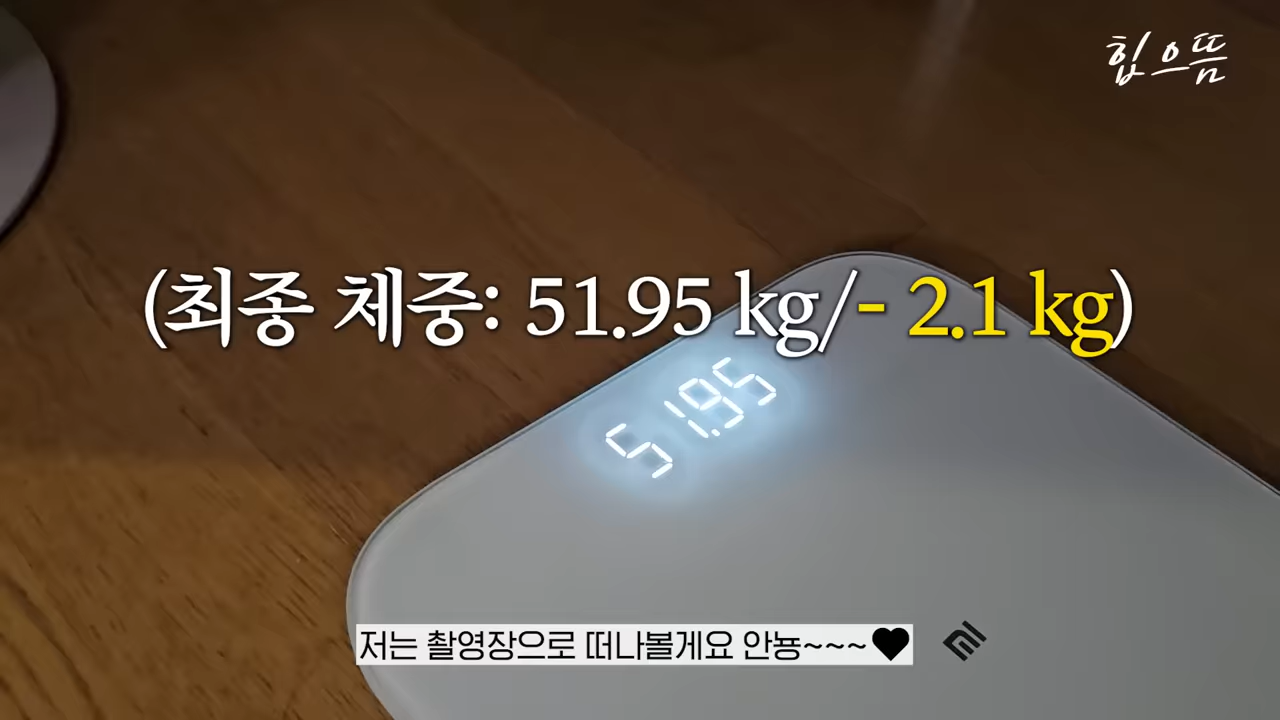 힙으뜸
(최종 체중: 51.95 kg/- 2.1 kg)
51.95
저는 촬영장으로 떠나볼게요 안뇽~~~♥